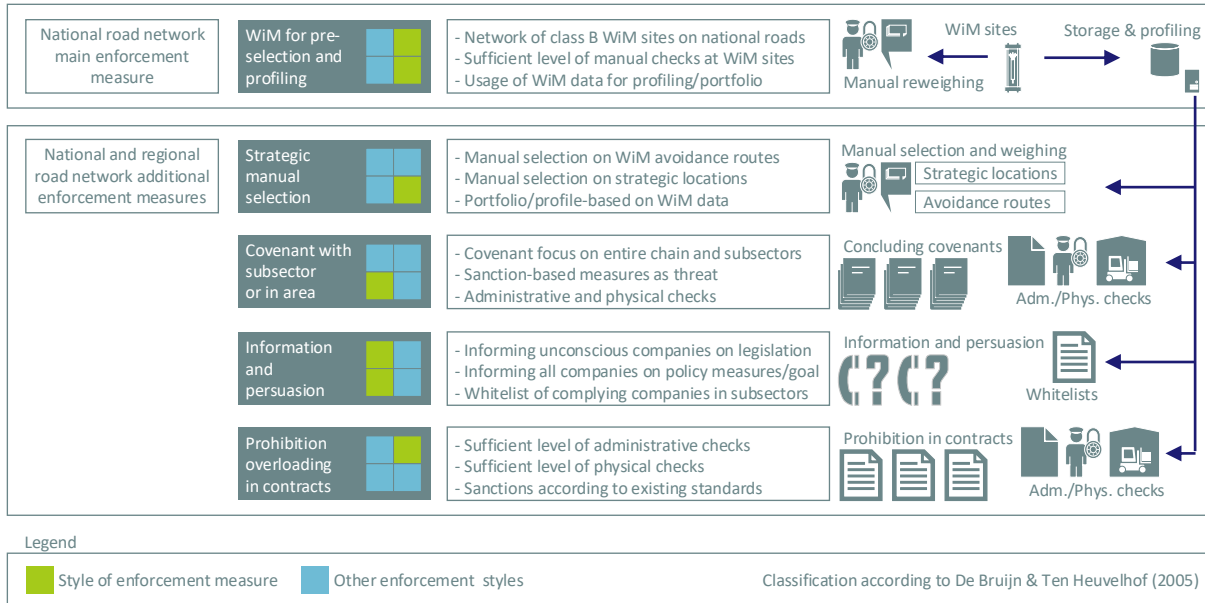 National road network
main enforcement
measure
WiM for pre-
selection and
profiling
- Network of class B WiM sites on national roads
- Sufficient level of manual checks at WiM sites
- Usage of WiM data for profiling/portfolio
WiM sites
Storage & profiling
Manual reweighing
National and regional
road network additional
enforcement measures
Strategic
manual
selection
- Manual selection on WiM avoidance routes
- Manual selection on strategic locations
- Portfolio/profile-based on WiM data
Manual selection and weighing
Strategic locations
Avoidance routes
Covenant with
subsector
or in area
- Covenant focus on entire chain and subsectors
- Sanction-based measures as threat
- Administrative and physical checks
Concluding covenants
Adm./Phys. checks
Information
and
persuasion
- Informing unconscious companies on legislation
- Informing all companies on policy measures/goal
- Whitelist of complying companies in subsectors
Information and persuasion
Whitelists
Prohibition
overloading
in contracts
- Sufficient level of administrative checks
- Sufficient level of physical checks
- Sanctions according to existing standards
Prohibition in contracts
Adm./Phys. checks
Legend
Style of enforcement measure
Other enforcement styles
Classification according to De Bruijn & Ten Heuvelhof (2005)